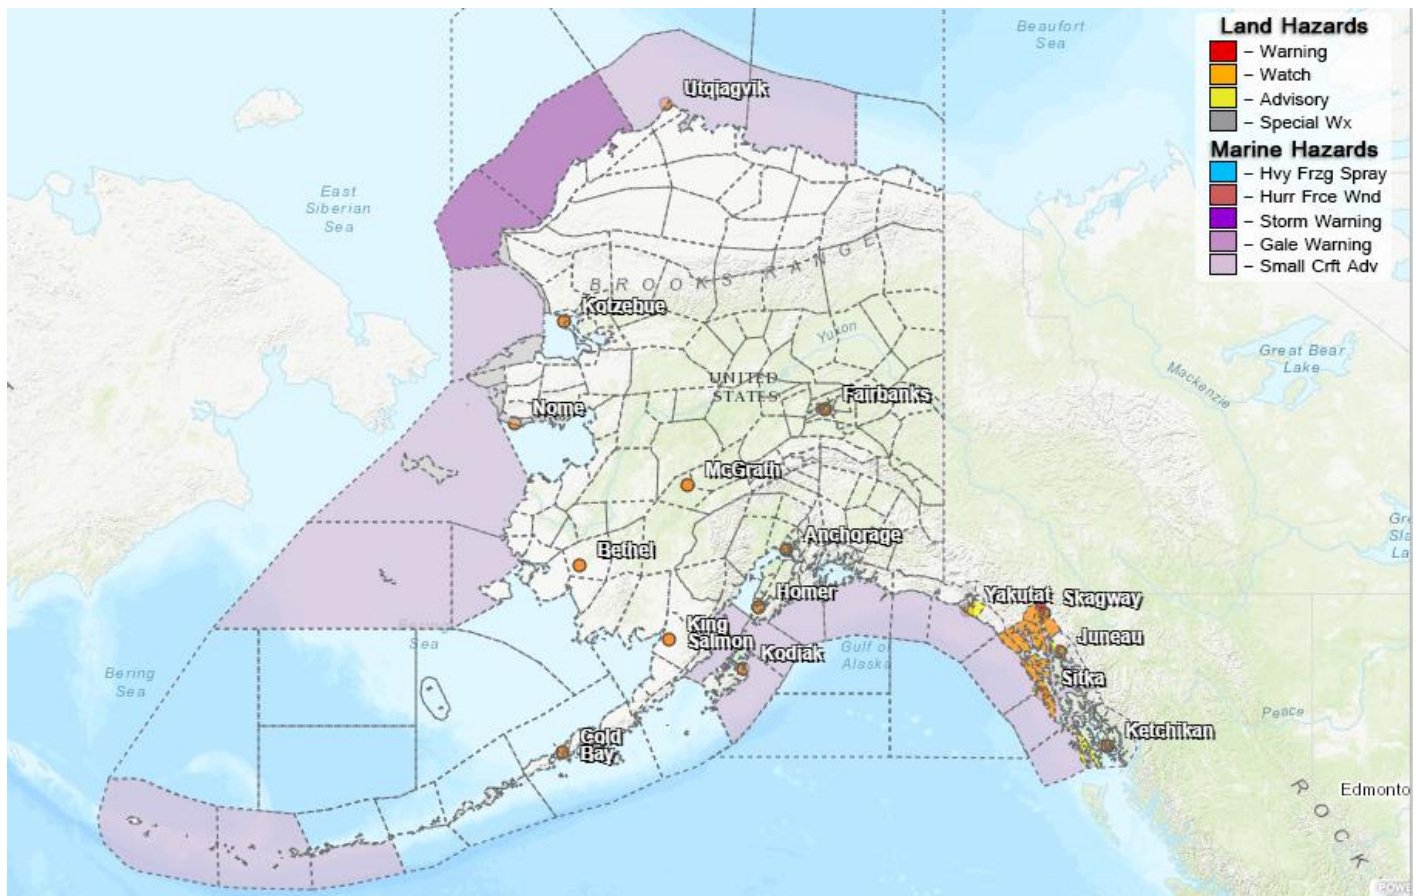 Land Hazards
– Warning
– Watch
– Advisory
– Special Wx
Marine Hazards
– Hvy Frzg Spray
– Hurr Frce Wnd
– Storm Warning
– Gale Warning
– Small Crft Adv
Beaufort
Sea
Utqiagvik
East
Siberian
Sea
BROOKS RANGE
Kotzebue
Yukon
Great Bear
Lake
Mackenzie
UNITED
STATES
Fairbanks
Nome
McGrath
Anchorage
Bethel
Homer
Yakutat
Skagway
King
Salmon
Juneau
Kodiak
Gulf of
Alaska
Sea
Bering
Sea
Sitka
Peace
Ketchikan
Cold
Bay
Edmonto
ROCK